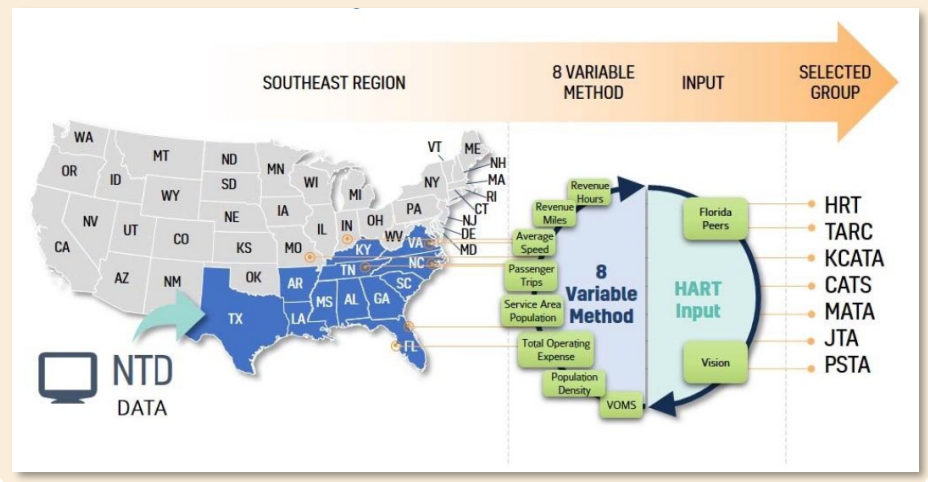 SOUTHEAST REGION
8 VARIABLE
METHOD
INPUT
SELECTED
GROUP
WA
OR
CA
NV
ID
MT
WY
UT
AZ
CO
NM
ND
SD
NE
KS
OK
TX
MN
IA
MO
AR
LA
WI
IL
MI
IN
OH
KY
TN
MS
AL
GA
FL
SC
NC
VA
WV
PA
NY
VT
ME
NH
MA
RI
CT
NJ
DE
MD
NTD
DATA
Revenue
Hours
Revenue
Miles
Average
Speed
Passenger
Trips
Service Area
Population
Total Operating
Expense
Population
Density
VOMS
8
Variable
Method
HART
Input
Florida
Peers
Vision
HRT
TARC
KCATA
CATS
MATA
JTA
PSTA